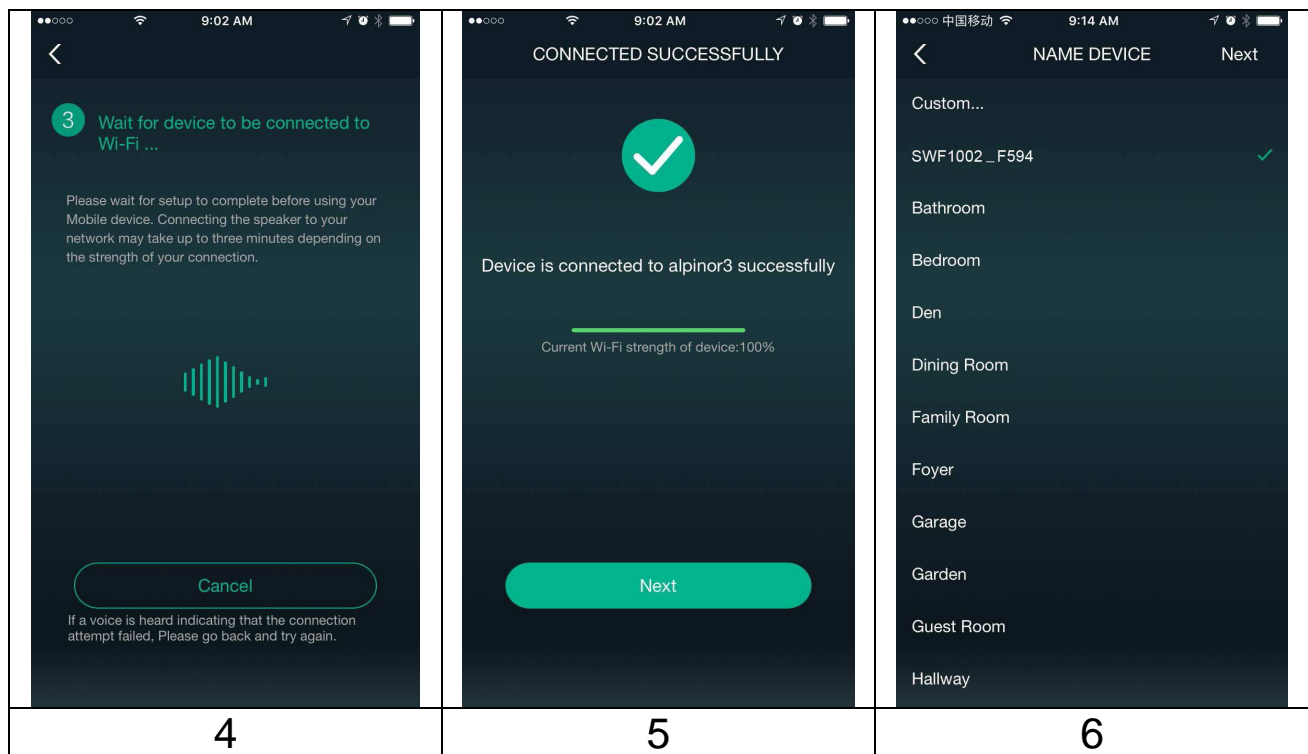 9:02 AM
3
Wait for device to be connected to
Wi-Fi ...
Please wait for setup to complete before using your
Mobile device. Connecting the speaker to your
network may take up to three minutes depending on
the strength of your connection.
Cancel
If a voice is heard indicating that the connection
attempt failed, Please go back and try again.
4
9:02 AM
CONNECTED SUCCESSFULLY
Device is connected to alpinor3 successfully
Current Wi-Fi strength of device:100%
Next
5
中国移动 9:14 AM
NAME DEVICE Next
Custom...
SWF1002_F594
Bathroom
Bedroom
Den
Dining Room
Family Room
Foyer
Garage
Garden
Guest Room
Hallway
6